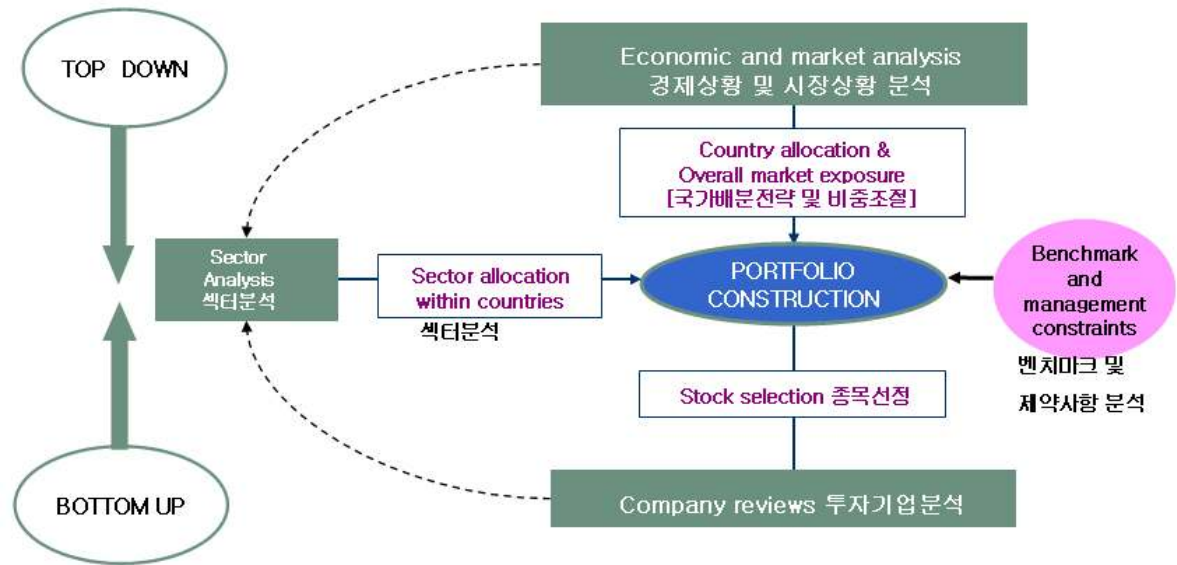 TOP DOWN
Economic and market analysis
경제상황 및 시장상황 분석
Country allocation &
Overall market exposure
[국가배분전략 및 비중조절]
Sector
Analysis
섹터분석
Sector allocation
within countries
섹터분석
PORTFOLIO
CONSTRUCTION
Benchmark
and
management
constraints
벤치마크 및
제약사항 분석
Stock selection 종목선정
BOTTOM UP
Company reviews 투자기업분석